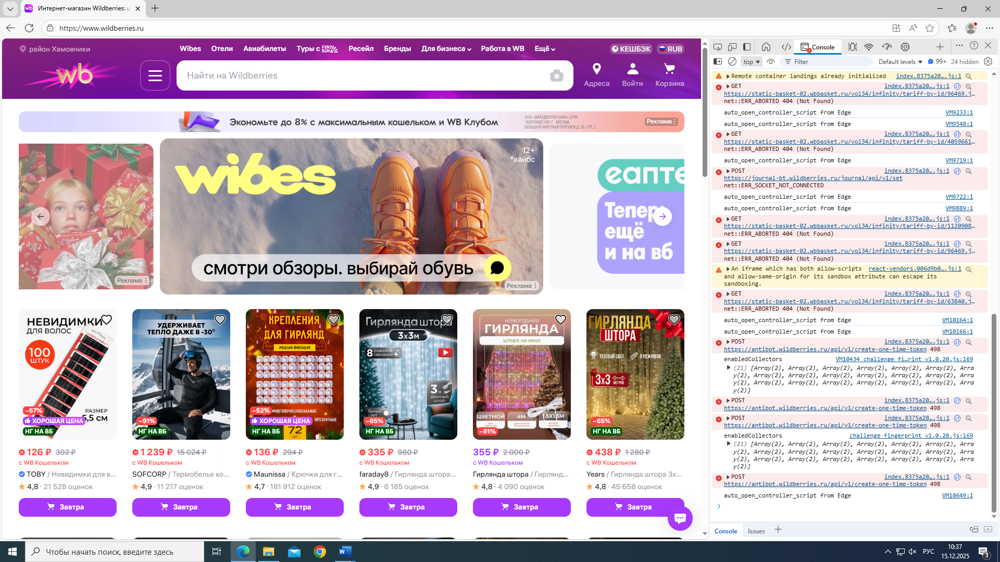 Интернет-магазин Wildberries: ш
https://www.wildberries.ru
район Хамовники
Wibes
Отели
Авиабилеты
Туры с FUN SUN
Ресейл
Бренды
Для бизнеса
Работа в WB
Ещё
КЕШБЭК
RUB
wb
Найти на Wildberries
Адреса
Войти
Корзина
Экономьте до 8% с максимальным кошельком и WB Клубом
ООО «ВАЙЛДБЕРРИЗ БАНК» ОГРН
1020100002340, Г. МОСКВА,
БОЛЬШОЙ КАРЕТНЫЙ ПЕРЕУЛОК Д. 20, СТР. 2
Реклама
Реклама
wibes
12+
*вайбс
смотри обзоры. выбирай обувь
Реклама
еапте
Теперь
ещё
и на вб
НЕВИДИМКИ
ДЛЯ ВОЛОС
100
ШТУК
ALEKSANDRA
РАЗМЕР
5,5 см
−57%
ХОРОШАЯ ЦЕНА
НГ НА ВБ
126 ₽ 302 ₽
с WB Кошельком
TOBY / Невидимки для в...
4,8 · 21 528 оценок
Завтра
УДЕРЖИВАЕТ
ТЕПЛО ДАЖЕ В -30°
−91%
НГ НА ВБ
1 239 ₽ 15 024 ₽
с WB Кошельком
SOFCORP / Термобелье ко...
4,9 · 11 217 оценок
Завтра
КРЕПЛЕНИЯ
ДЛЯ ГИРЛЯНД
МОЩНАЯ ФИКСАЦИЯ
−52%
МНОГОФУНКЦИОНАЛЬНЫЕ
ХОРОШАЯ ЦЕНА
ПРОЗРАЧНЫЕ
НГ НА ВБ
72
ШТ
136 ₽ 294 ₽
с WB Кошельком
Maunissa / Крючки для г...
4,7 · 181 912 оценок
Завтра
Гирлянда штора
3х3м
8 РЕЖИМОВ
СВЕЧЕНИЯ
3 м
ДЛИННЫЙ
ШНУР
Белый
свет
−65%
НГ НА ВБ
335 ₽ 980 ₽
с WB Кошельком
faraday8 / Гирлянда штора...
4,9 · 6 185 оценок
Завтра
НОВОГОДНЯЯ
ГИРЛЯНДА
штора на окно
ЦВЕТНОЙ
4М
1.5Х1.5М
−81%
355 ₽ 2 000 ₽
с WB Кошельком
Гирлянда штора / Гирлянд...
4,8 · 4 090 оценок
Завтра
ГИРЛЯНДА
ШТОРА
ТЕПЛЫЙ СВЕТ
8 РЕЖИМОВ
3х3 МЕТРОВ
−65%
НГ НА ВБ
438 ₽ 1 280 ₽
с WB Кошельком
Years / Гирлянда штора 3х...
4,8 · 45 658 оценок
Завтра
Console
top
Filter
Default levels
99+
24 hidden
Remote container landings already initialized index.8375a20….js:1
GET index.8375a20….js:1
https://static-basket-02.wbbasket.ru/vol34/infinity/tariff-by-id/96469.j…
net::ERR_ABORTED 404 (Not Found)
auto_open_controller_script from Edge VM9233:1
auto_open_controller_script from Edge VM9548:1
GET index.8375a20….js:1
https://static-basket-02.wbbasket.ru/vol34/infinity/tariff-by-id/4059661…
net::ERR_ABORTED 404 (Not Found)
auto_open_controller_script from Edge VM9719:1
POST index.8375a20….js:1
https://journal-bt.wildberries.ru/journal/api/v1/set
net::ERR_SOCKET_NOT_CONNECTED
auto_open_controller_script from Edge VM9722:1
auto_open_controller_script from Edge VM9889:1
GET index.8375a20….js:1
https://static-basket-02.wbbasket.ru/vol34/infinity/tariff-by-id/1120908…
net::ERR_ABORTED 404 (Not Found)
GET index.8375a20….js:1
https://static-basket-02.wbbasket.ru/vol34/infinity/tariff-by-id/96469.j…
net::ERR_ABORTED 404 (Not Found)
An iframe which has both allow-scripts react-vendors.006d9b0….js:1
and allow-same-origin for its sandbox attribute can escape its
sandboxing.
GET index.8375a20….js:1
https://static-basket-02.wbbasket.ru/vol34/infinity/tariff-by-id/63840.j…
net::ERR_ABORTED 404 (Not Found)
auto_open_controller_script from Edge VM10164:1
auto_open_controller_script from Edge VM10166:1
POST index.8375a20….js:1
https://antibot.wildberries.ru/api/v1/create-one-time-token 498
enabledCollectors VM10434 challenge_fi…rint_v1.0.20.js:169
(21) [Array(2), Array(2), Array(2), Array(2), Array(2), Array(2), Arra
y(2), Array(2), Array(2), Array(2), Array(2), Array(2), Array(2), Arra
y(2), Array(2), Array(2), Array(2), Array(2), Array(2), Array(2), Arra
y(2)]
POST index.8375a20….js:1
https://antibot.wildberries.ru/api/v1/create-one-time-token 498
POST index.8375a20….js:1
https://antibot.wildberries.ru/api/v1/create-one-time-token 498
enabledCollectors challenge_fingerprint_v1.0.20.js:169
(21) [Array(2), Array(2), Array(2), Array(2), Array(2), Array(2), Arra
y(2), Array(2), Array(2), Array(2), Array(2), Array(2), Array(2), Arra
y(2), Array(2), Array(2), Array(2), Array(2), Array(2), Array(2), Arra
y(2)]
POST index.8375a20….js:1
https://antibot.wildberries.ru/api/v1/create-one-time-token 498
auto_open_controller_script from Edge VM10649:1
Console
Issues
Чтобы начать поиск, введите здесь
РУС
10:37
15.12.2025
3